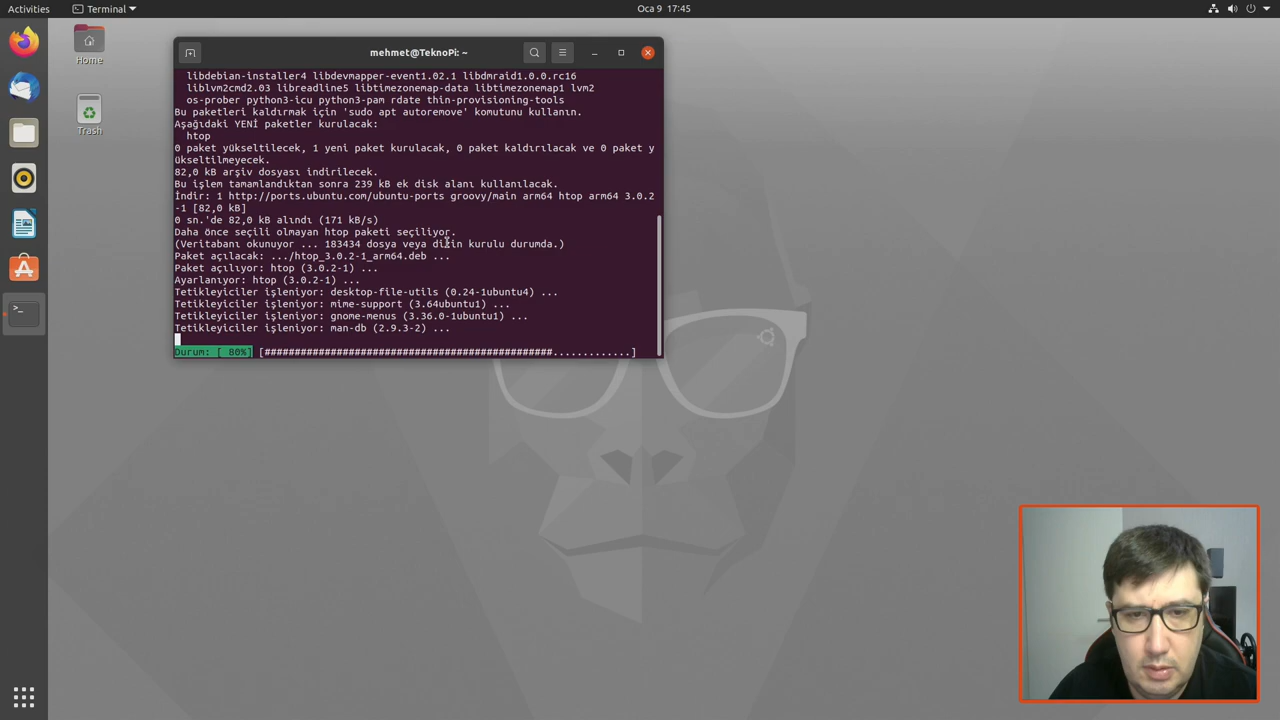 Activities
Terminal
Oca 9 17:45
Home
Trash
mehmet@TeknoPi: ~
libdebian-installer4 libdevmapper-event1.02.1 libdmraid1.0.0.rc16
liblvm2cmd2.03 libreadline5 libtimezonemap-data libtimezonemap1 lvm2
os-prober python3-icu python3-pam rdate thin-provisioning-tools
Bu paketleri kaldırmak için 'sudo apt autoremove' komutunu kullanın.
Aşağıdaki YENİ paketler kurulacak:
htop
0 paket yükseltilecek, 1 yeni paket kurulacak, 0 paket kaldırılacak ve 0 paket y
ükseltilmeyecek.
82,0 kB arşiv dosyası indirilecek.
Bu işlem tamamlandıktan sonra 239 kB ek disk alanı kullanılacak.
İndir: 1 http://ports.ubuntu.com/ubuntu-ports groovy/main arm64 htop arm64 3.0.2
-1 [82,0 kB]
0 sn.'de 82,0 kB alındı (171 kB/s)
Daha önce seçili olmayan htop paketi seçiliyor.
(Veritabanı okunuyor ... 183434 dosya veya dizin kurulu durumda.)
Paket açılacak: .../htop_3.0.2-1_arm64.deb ...
Paket açılıyor: htop (3.0.2-1) ...
Ayarlanıyor: htop (3.0.2-1) ...
Tetikleyiciler işleniyor: desktop-file-utils (0.24-1ubuntu4) ...
Tetikleyiciler işleniyor: mime-support (3.64ubuntu1) ...
Tetikleyiciler işleniyor: gnome-menus (3.36.0-1ubuntu1) ...
Tetikleyiciler işleniyor: man-db (2.9.3-2) ...
Durum: [ 80%] [################################################.............]